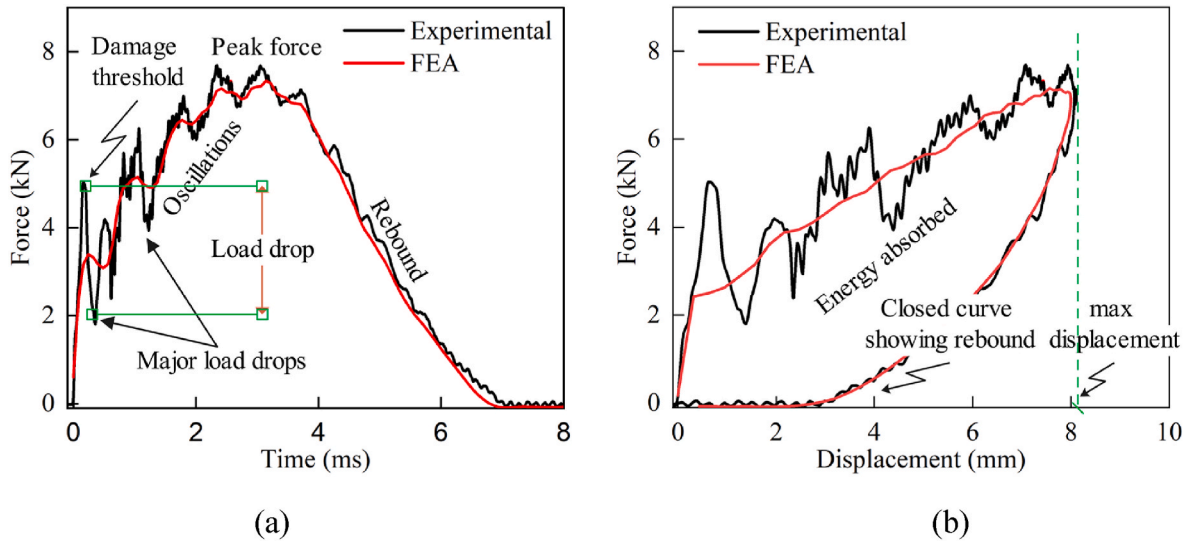 8
6
4
2
0
Force (kN)
Damage
threshold
Peak force
Experimental
FEA
Oscillations
Load drop
Rebound
Major load drops
0
2
4
6
8
Time (ms)
(a)
8
6
4
2
0
Force (kN)
Experimental
FEA
Energy absorbed
Closed curve
showing rebound
max
displacement
0
2
4
6
8
10
Displacement (mm)
(b)